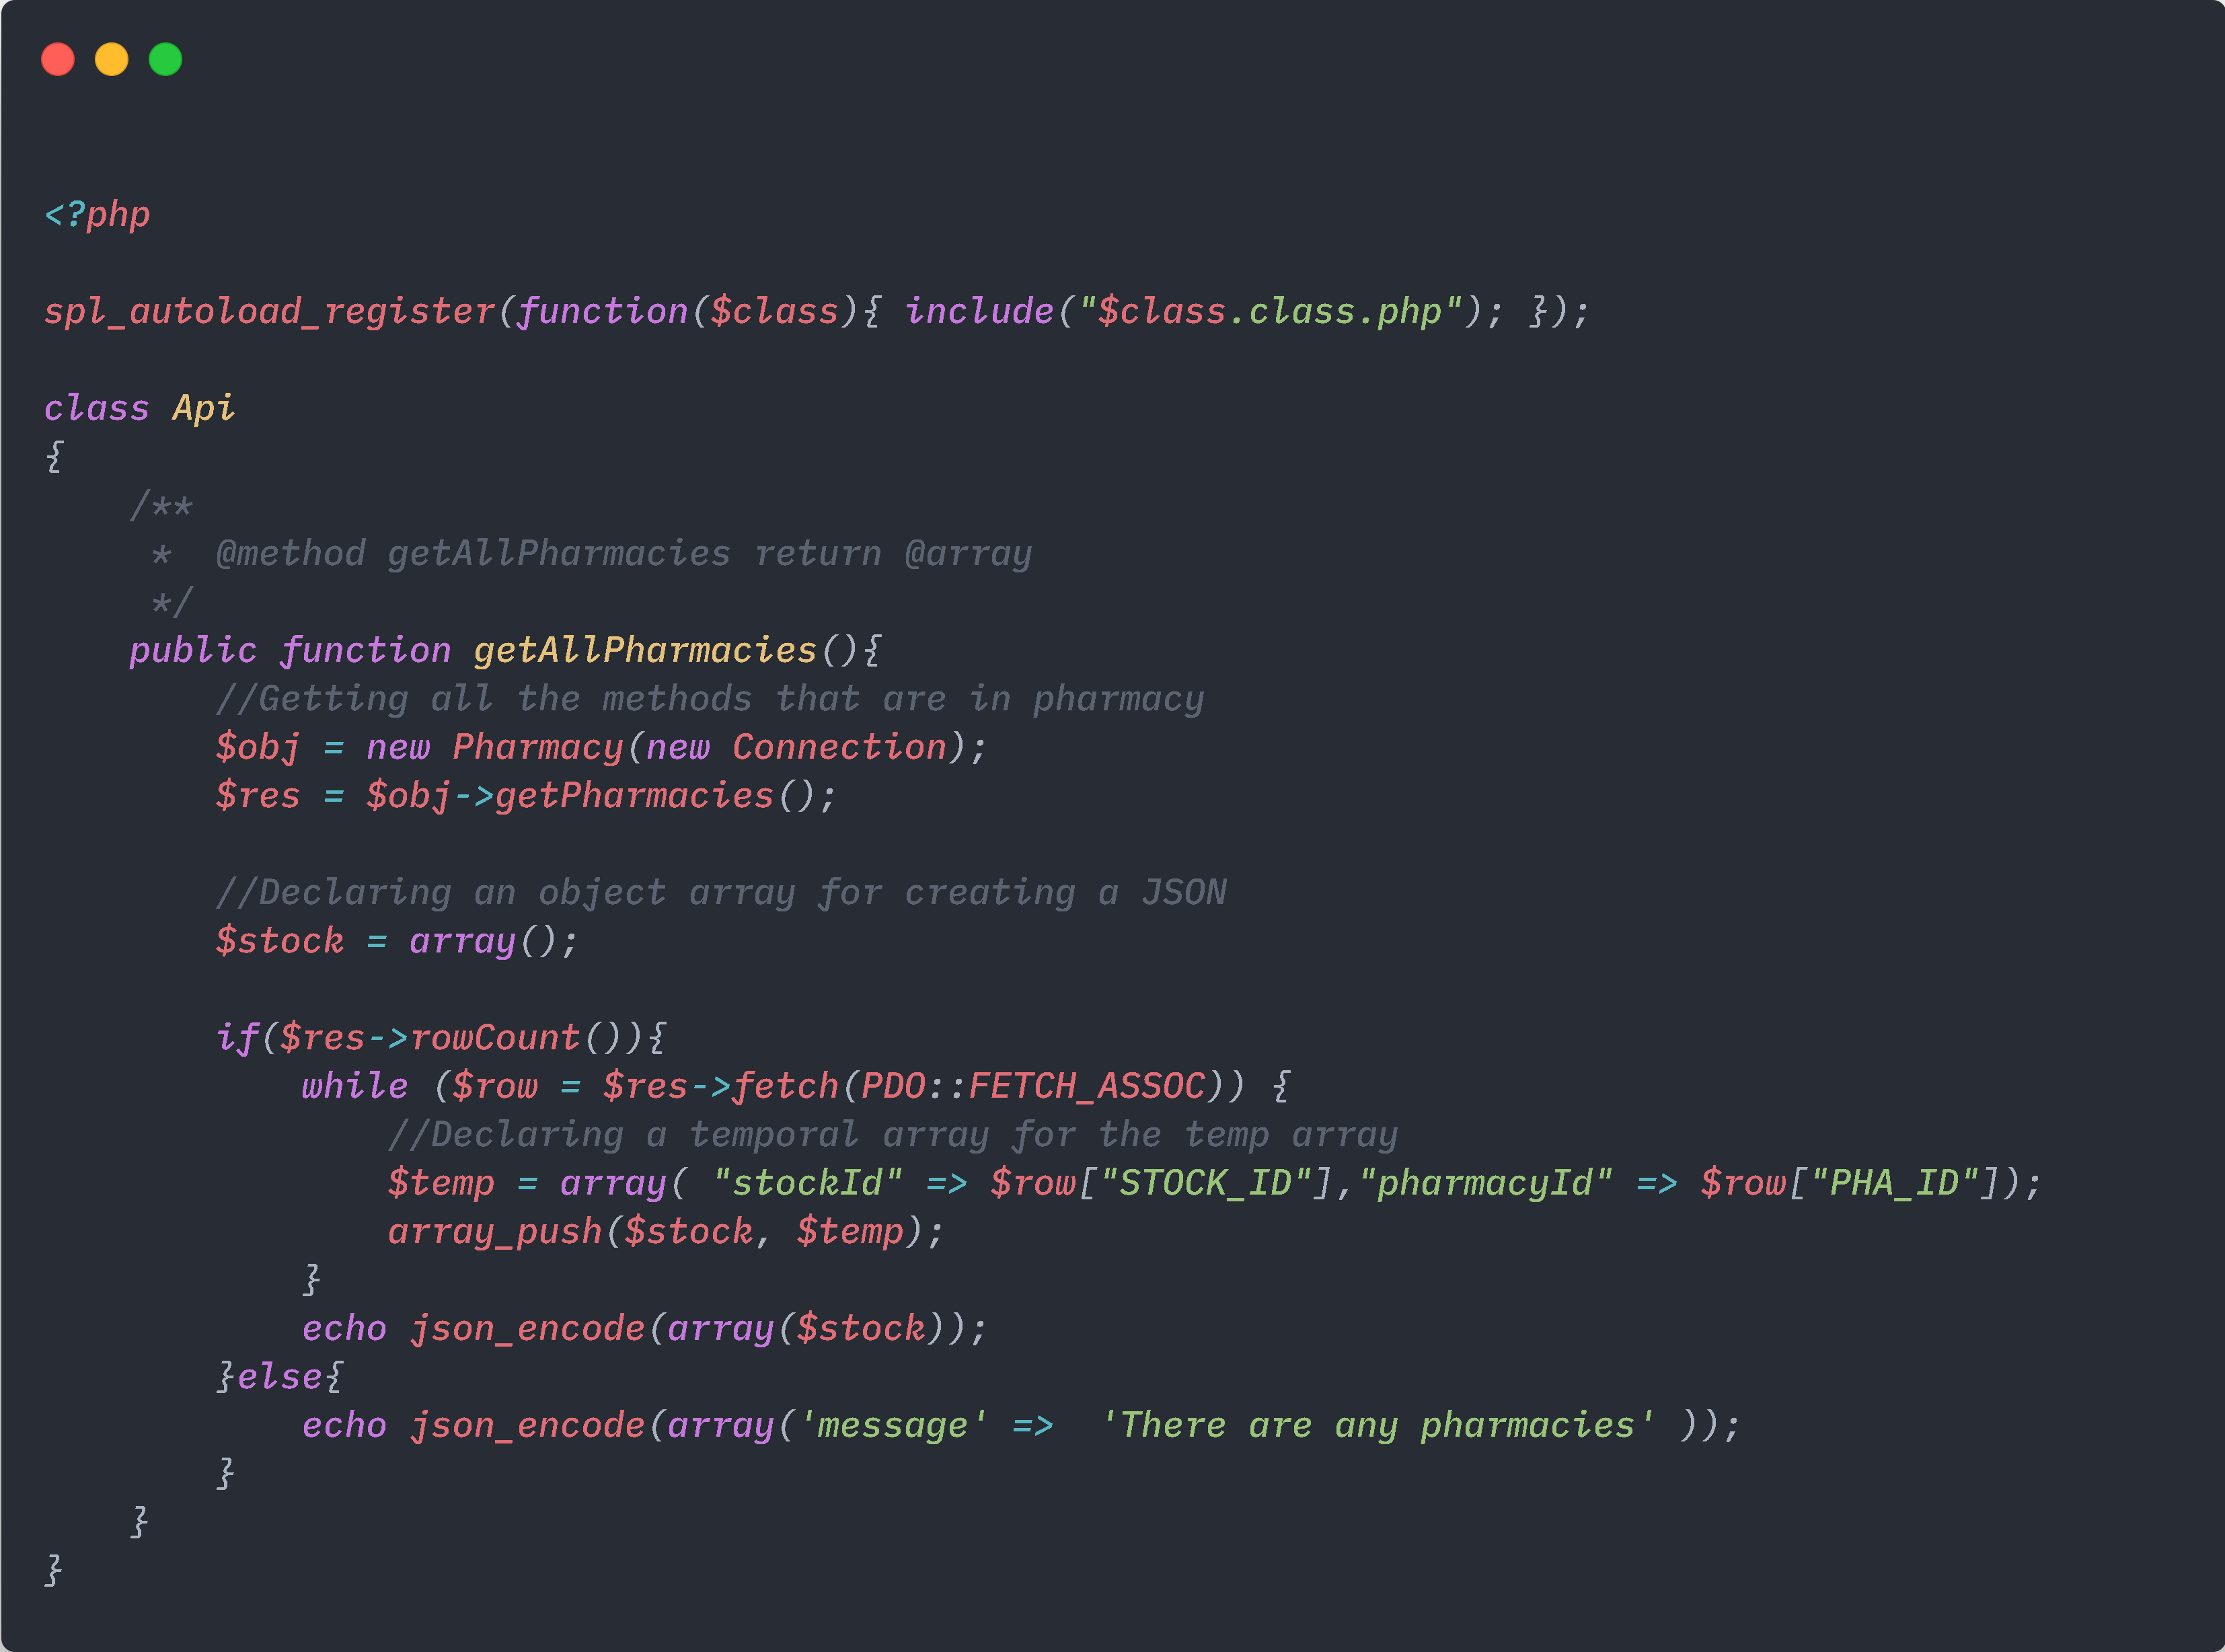 <?php
spl_autoload_register(function($class){ include("$class.class.php"); });
class Api
{
    /**
     *  @method getAllPharmacies return @array
     */
    public function getAllPharmacies(){
        //Getting all the methods that are in pharmacy
        $obj = new Pharmacy(new Connection);
        $res = $obj->getPharmacies();
        //Declaring an object array for creating a JSON
        $stock = array();
        if($res->rowCount()){
            while ($row = $res->fetch(PDO::FETCH_ASSOC)) {
                //Declaring a temporal array for the temp array
                $temp = array( "stockId" => $row["STOCK_ID"],"pharmacyId" => $row["PHA_ID"]);
                array_push($stock, $temp);
            }
            echo json_encode(array($stock));
        }else{
            echo json_encode(array('message' =>  'There are any pharmacies' ));
        }
    }
}